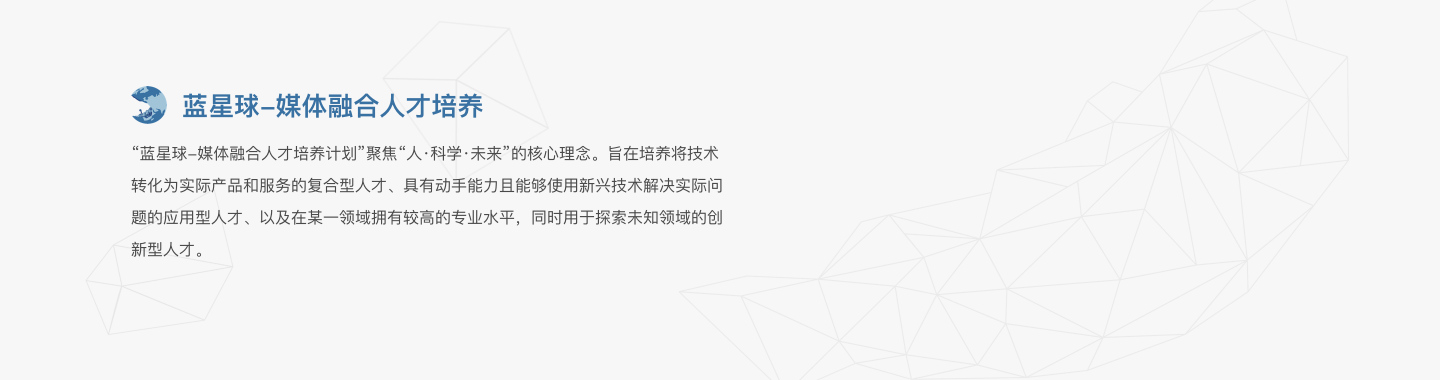 蓝星球–媒体融合人才培养
“蓝星球–媒体融合人才培养计划”聚焦“人·科学·未来”的核心理念。旨在培养将技术
转化为实际产品和服务的复合型人才、具有动手能力且能够使用新兴技术解决实际问
题的应用型人才、以及在某一领域拥有较高的专业水平，同时用于探索未知领域的创
新型人才。